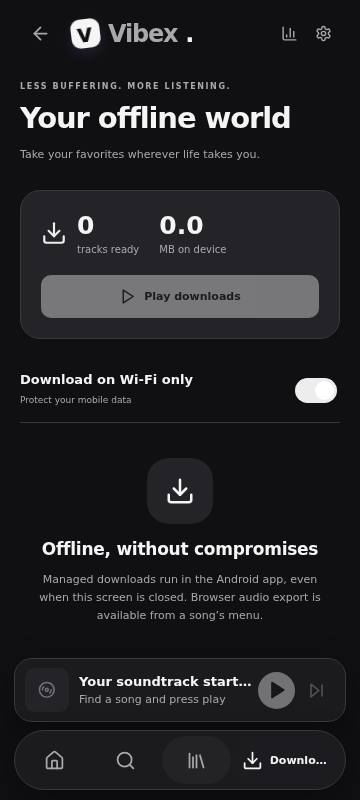 V Vibex .
LESS BUFFERING. MORE LISTENING.
Your offline world
Take your favorites wherever life takes you.
0 0.0
tracks ready MB on device
Play downloads
Download on Wi-Fi only
Protect your mobile data
Offline, without compromises
Managed downloads run in the Android app, even
when this screen is closed. Browser audio export is
available from a song’s menu.
Your soundtrack start…
Find a song and press play
Downlo…